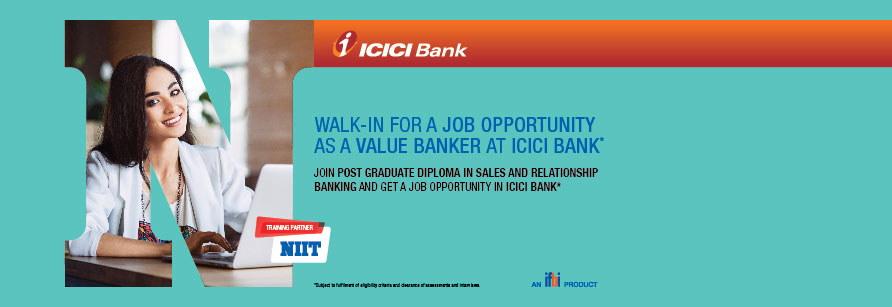 ICICI Bank
WALK-IN FOR A JOB OPPORTUNITY
AS A VALUE BANKER AT ICICI BANK*
JOIN POST GRADUATE DIPLOMA IN SALES AND RELATIONSHIP
BANKING AND GET A JOB OPPORTUNITY IN ICICI BANK*
TRAINING PARTNER
NIIT
*Subject to fulfilment of eligibility criteria and clearance of assessments and interviews.
AN ifbi PRODUCT